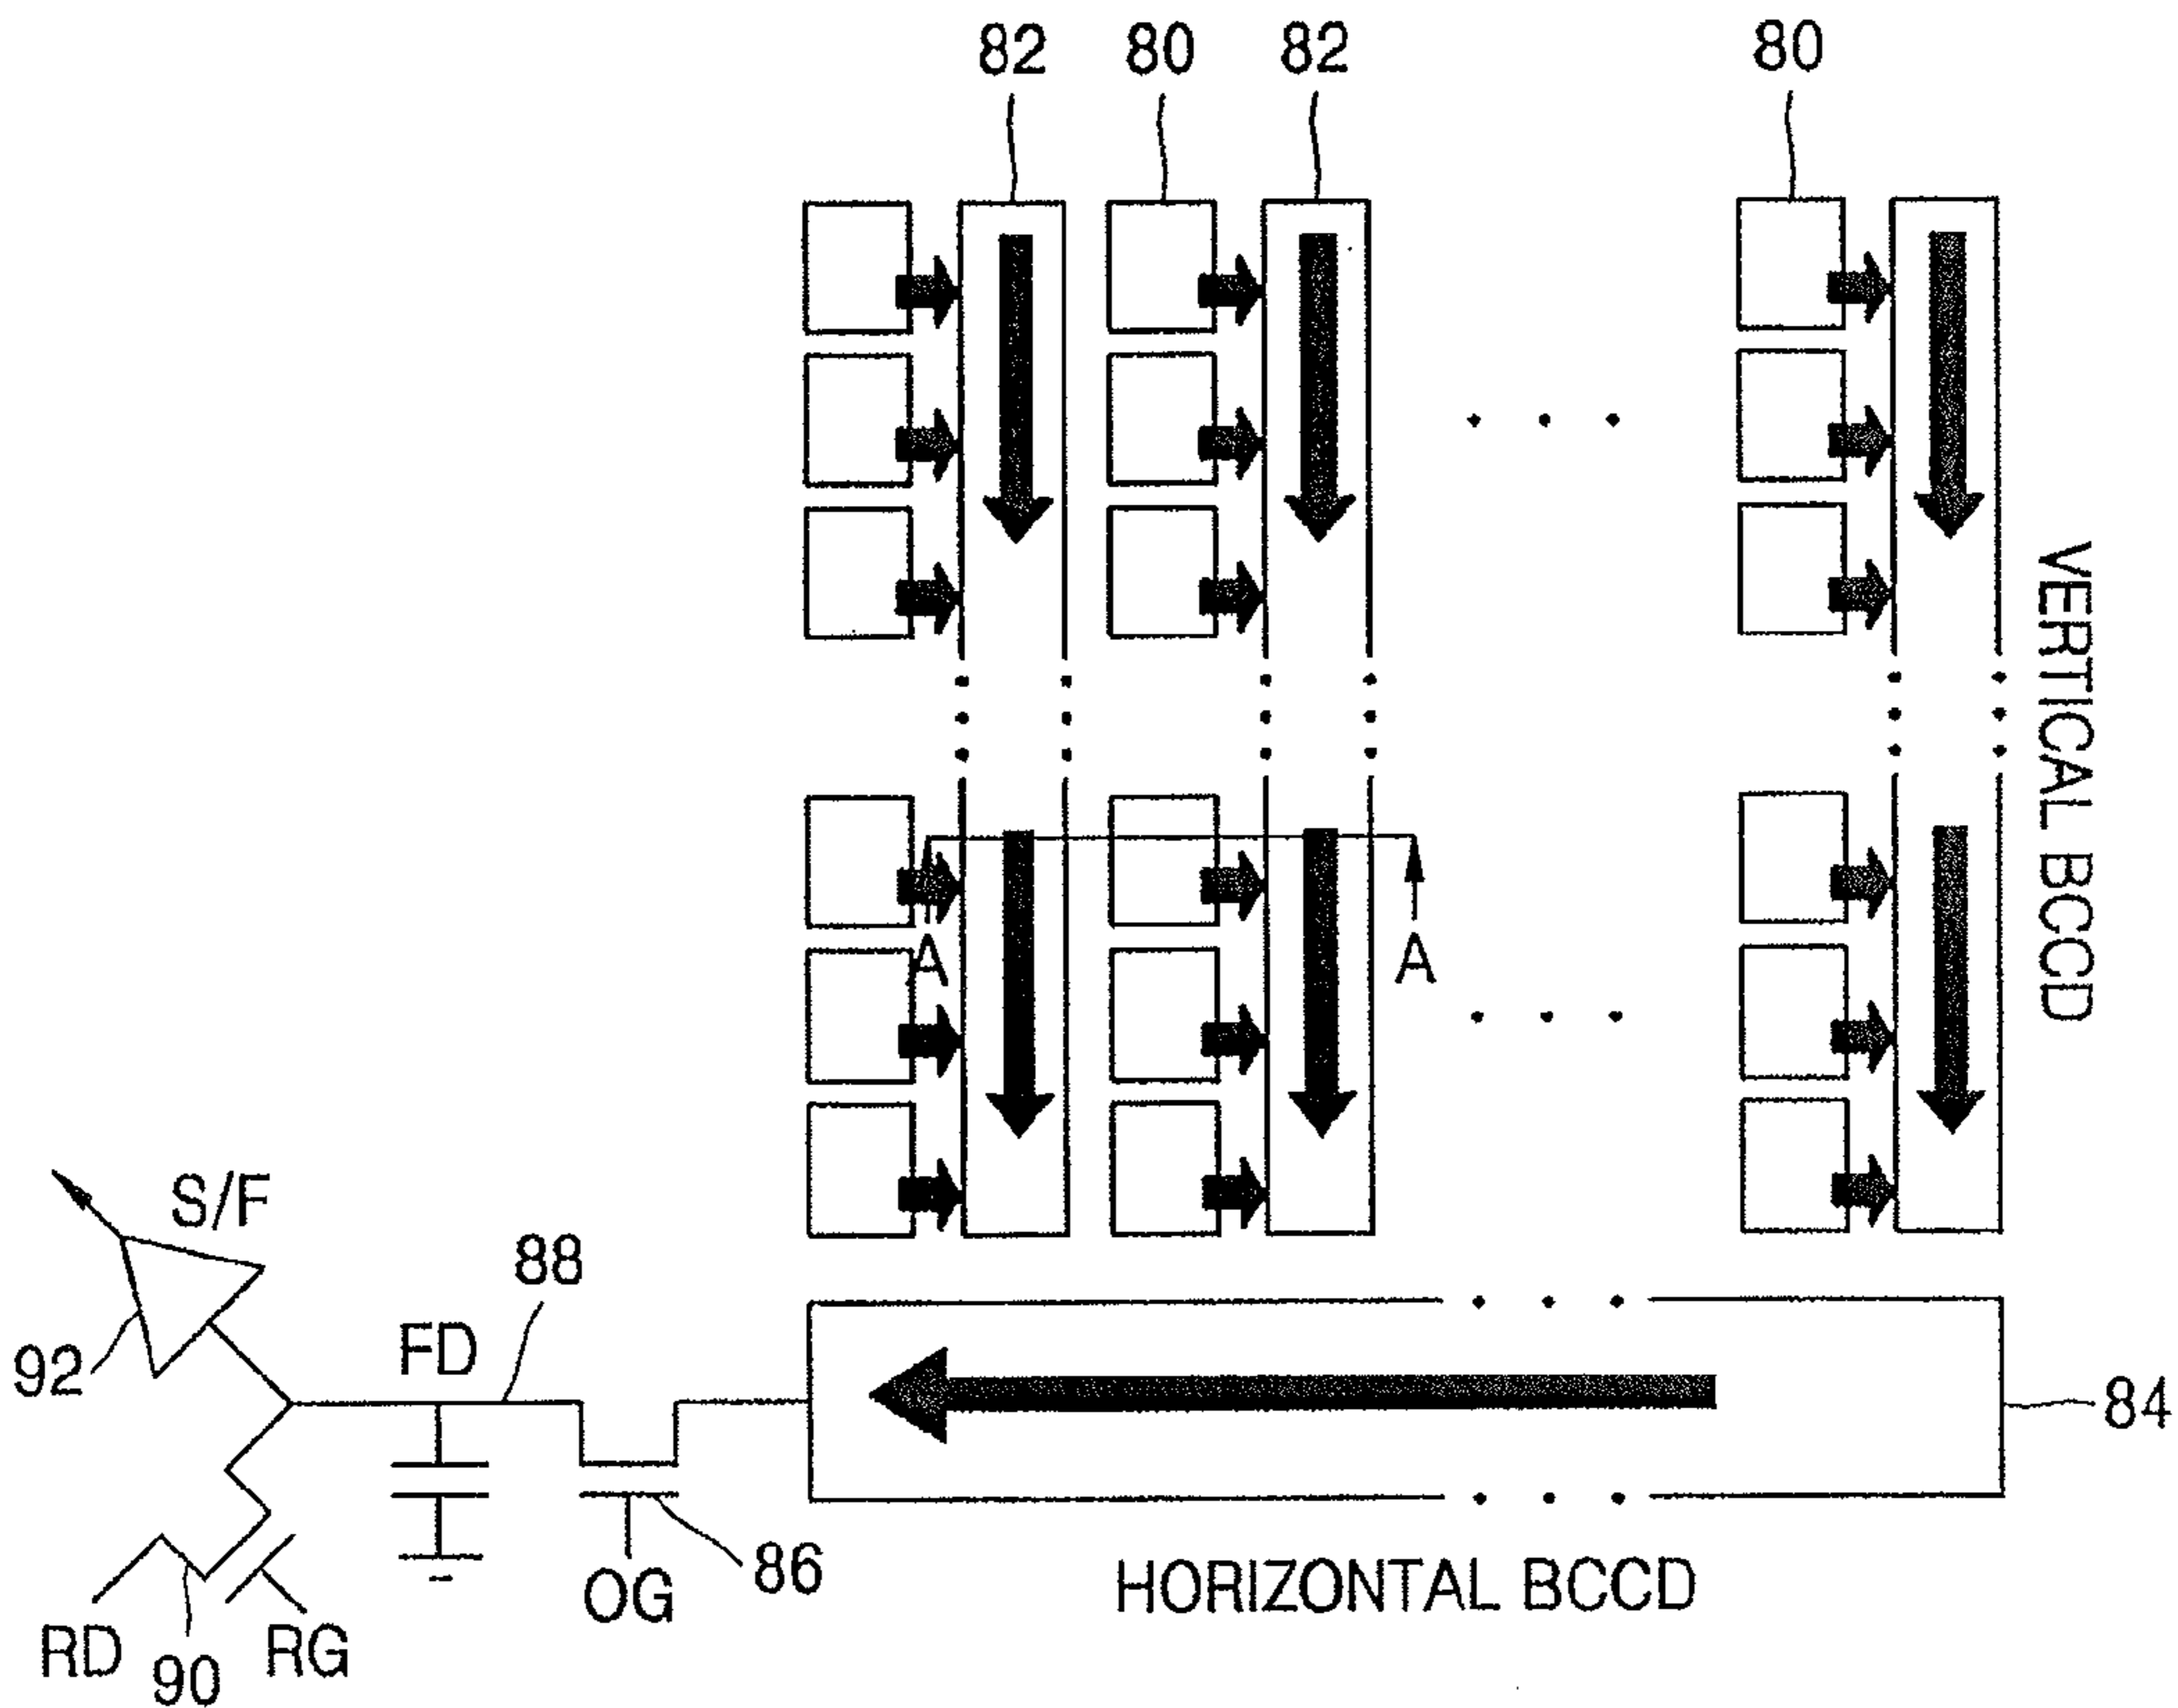 82 80 82 80
VERTICAL BCCD
A A
S/F
88
FD
92
84
86
OG
HORIZONTAL BCCD
RD
90
RG